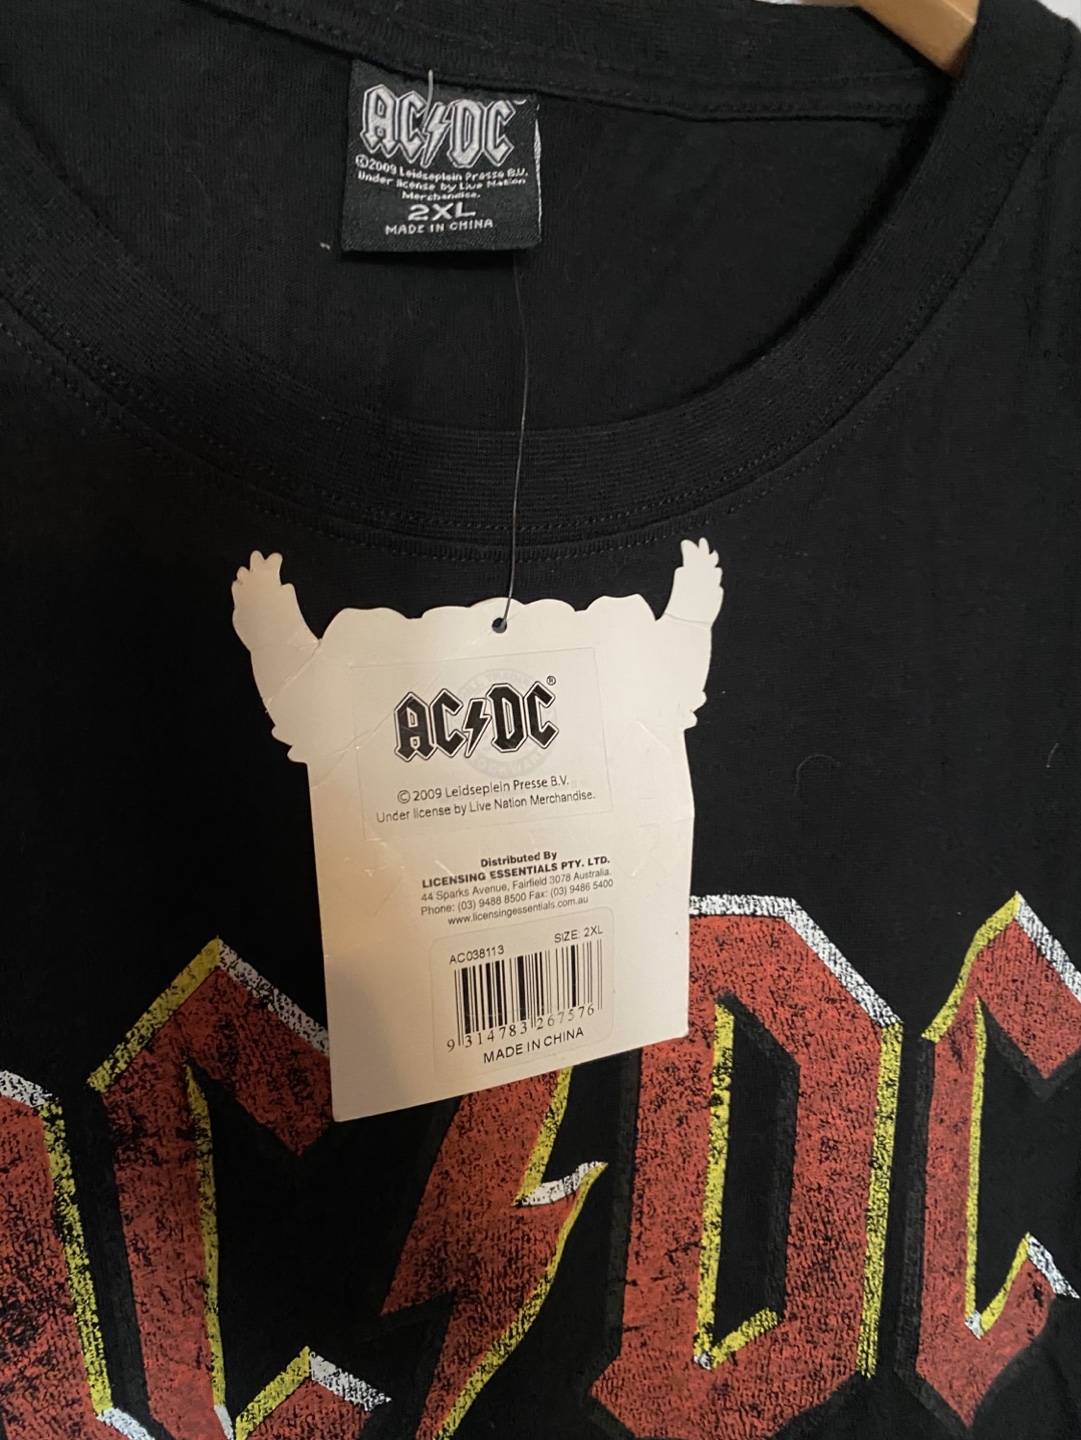 AC⚡DC™
©2009 Leidseplein Presse B.V.
Under license by Live Nation
Merchandise.
2XL
MADE IN CHINA
AC⚡DC®
© 2009 Leidseplein Presse B.V.
Under license by Live Nation Merchandise.
Distributed By
LICENSING ESSENTIALS PTY. LTD.
44 Sparks Avenue, Fairfield 3078 Australia.
Phone: (03) 9488 8500 Fax: (03) 9486 5400
www.licensingessentials.com.au
AC038113 SIZE: 2XL
9 314783 267576
MADE IN CHINA
C⚡DC